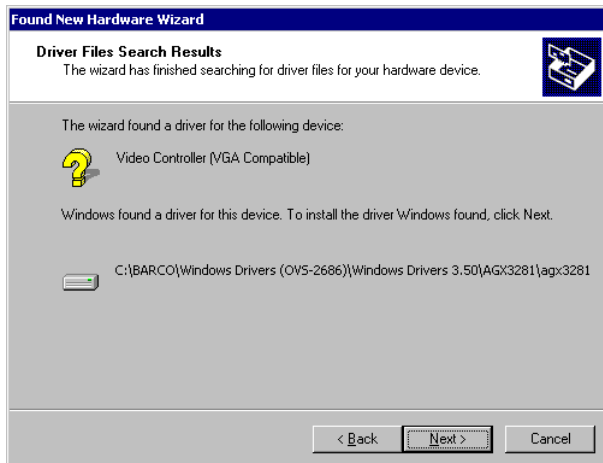 Found New Hardware Wizard
Driver Files Search Results
The wizard has finished searching for driver files for your hardware device.
The wizard found a driver for the following device:
Video Controller (VGA Compatible)
Windows found a driver for this device. To install the driver Windows found, click Next.
C:\BARCO\Windows Drivers (OVS-2686)\Windows Drivers 3.50\AGX3281\agx3281
< Back Next > Cancel